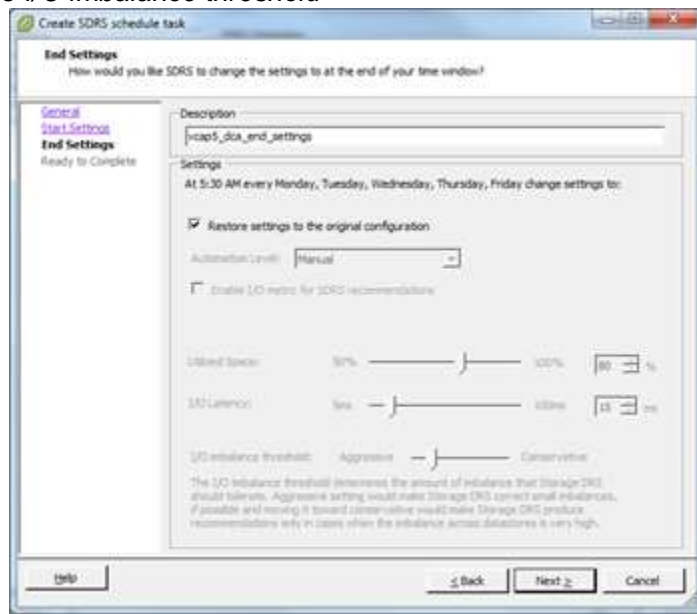 I/O imbalance threshold
Create SDRS schedule task
End Settings
How would you like SDRS to change the settings to at the end of your time window?
General
Start Settings
End Settings
Ready to Complete
Description
vcap5_dca_end_settings
Settings
At 5:30 AM every Monday, Tuesday, Wednesday, Thursday, Friday change settings to:
Restore settings to the original configuration
Automation Level: Manual
Enable I/O metric for SDRS recommendations
Utilized Space: 50% 100% 80 %
I/O Latency: 5ms 100ms 15 ms
I/O imbalance threshold: Aggressive Conservative
The I/O imbalance threshold determines the amount of imbalance that Storage DRS
should tolerate. Aggressive setting would make Storage DRS correct small imbalances,
if possible and moving it toward conservative would make Storage DRS produce
recommendations only in cases when the imbalance across datastores is very high.
Help
< Back
Next >
Cancel